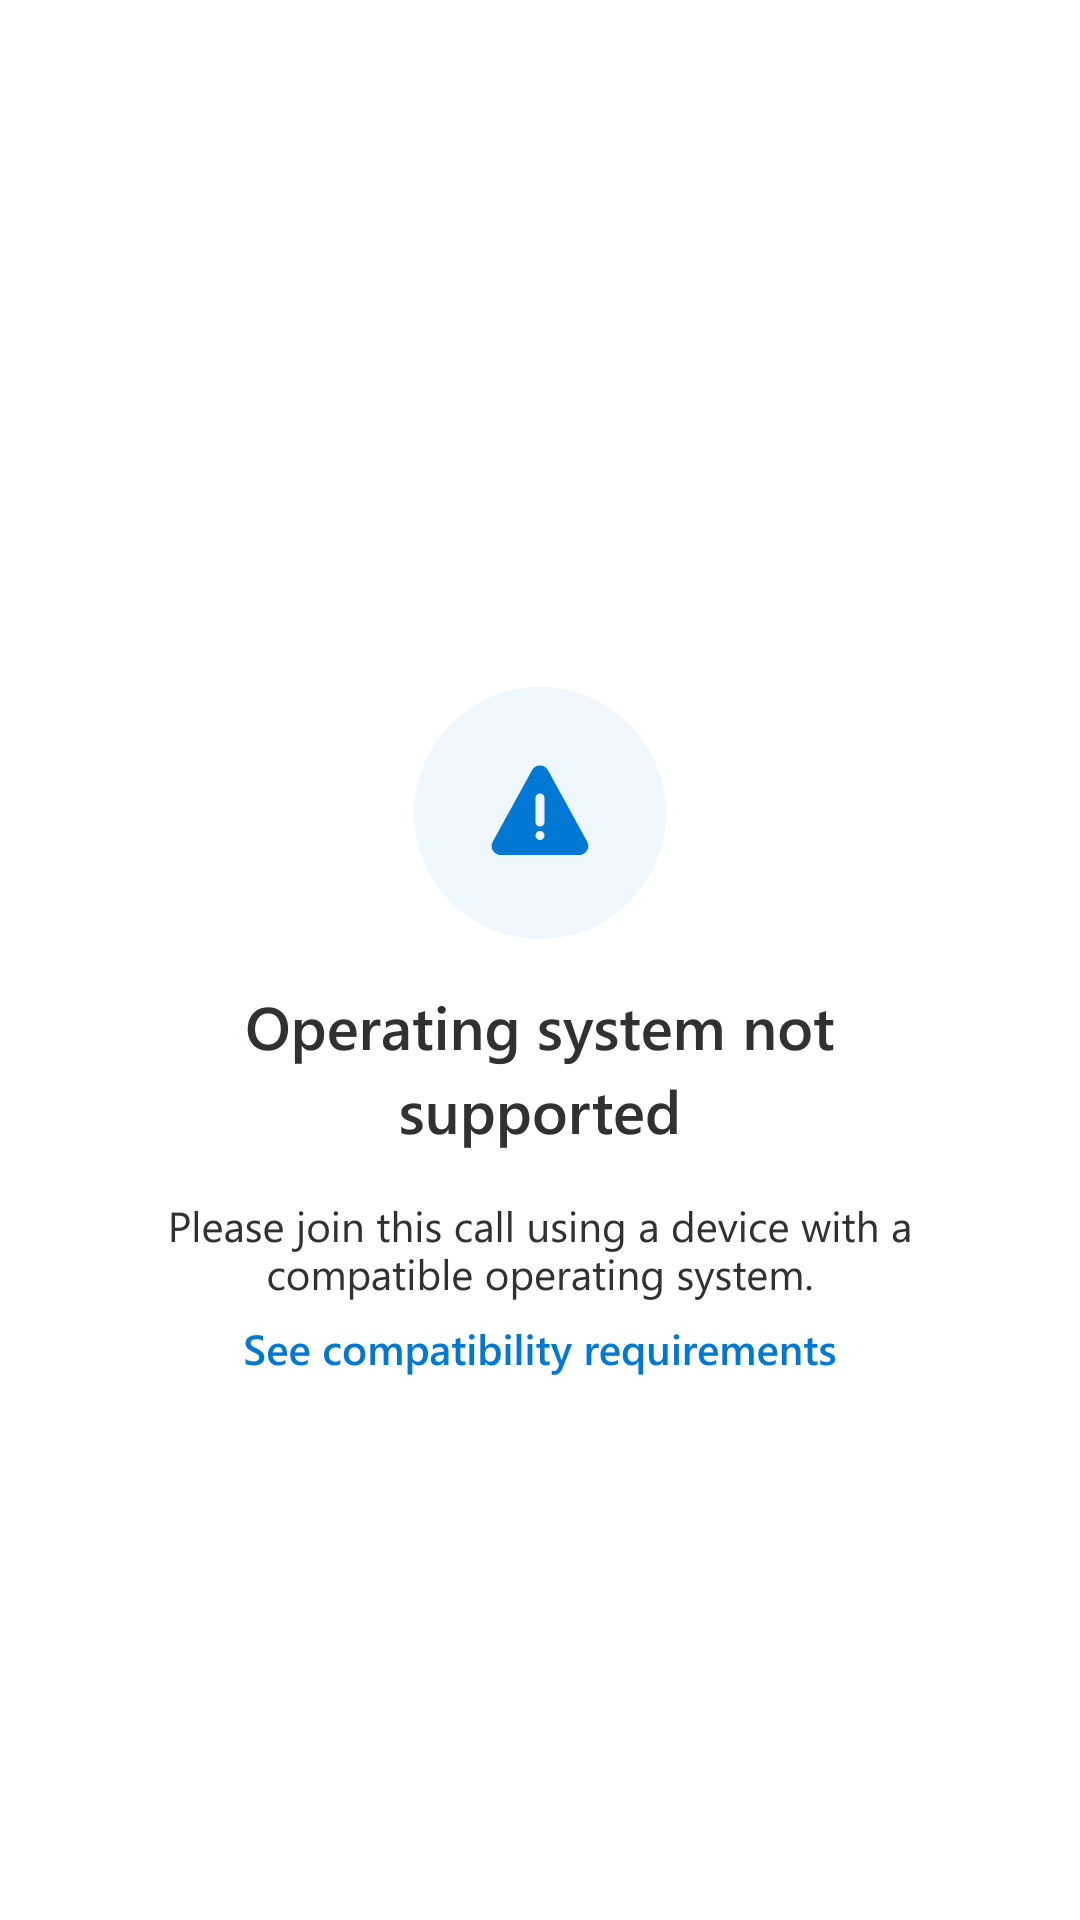 Operating system not
supported
Please join this call using a device with a
compatible operating system.
See compatibility requirements